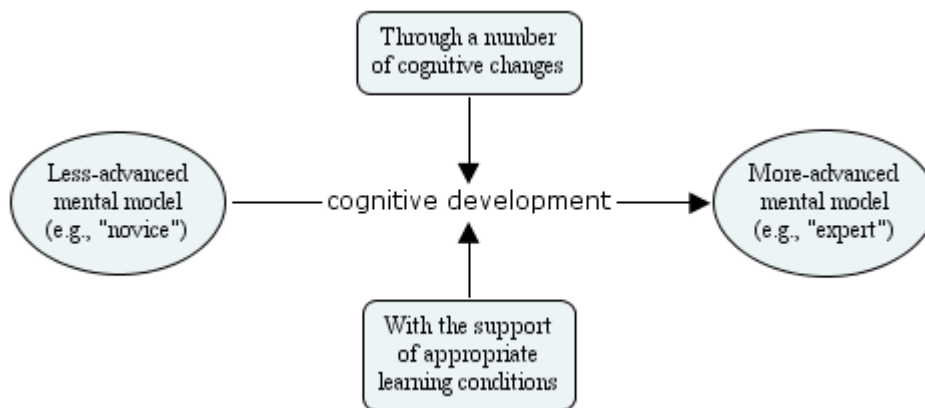 Through a number
of cognitive changes
Less-advanced
mental model
(e.g., "novice")
cognitive development
More-advanced
mental model
(e.g., "expert")
With the support
of appropriate
learning conditions